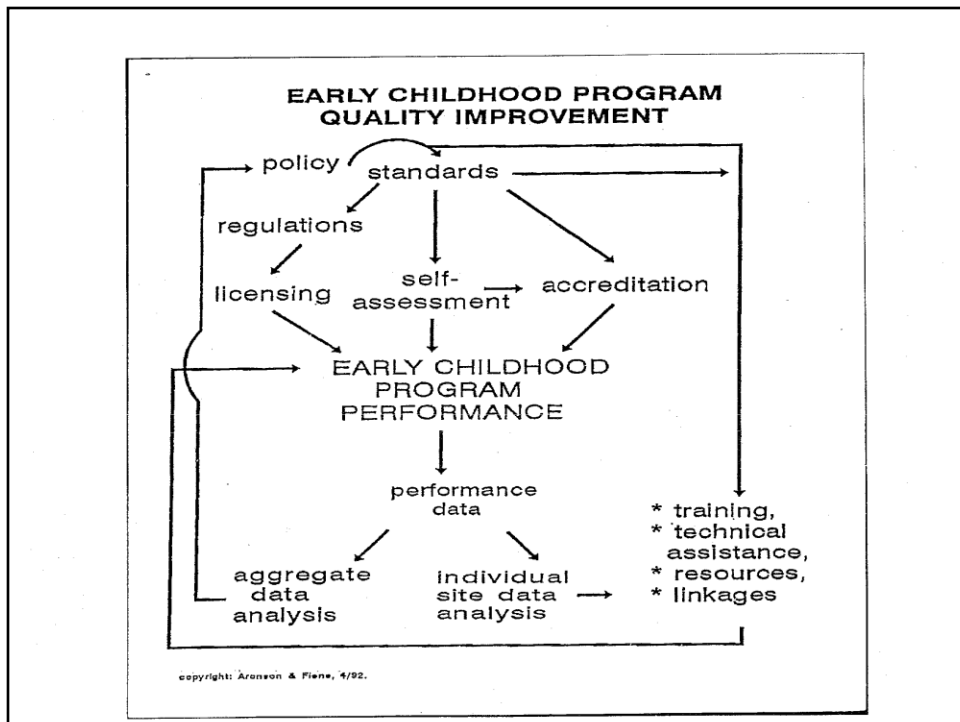 EARLY CHILDHOOD PROGRAM
QUALITY IMPROVEMENT
policy
standards
regulations
licensing
self-
assessment
accreditation
EARLY CHILDHOOD
PROGRAM
PERFORMANCE
performance
data
* training,
* technical
assistance,
* resources,
* linkages
aggregate
data
analysis
individual
site data
analysis
copyright: Aronson & Fiene, 4/92.